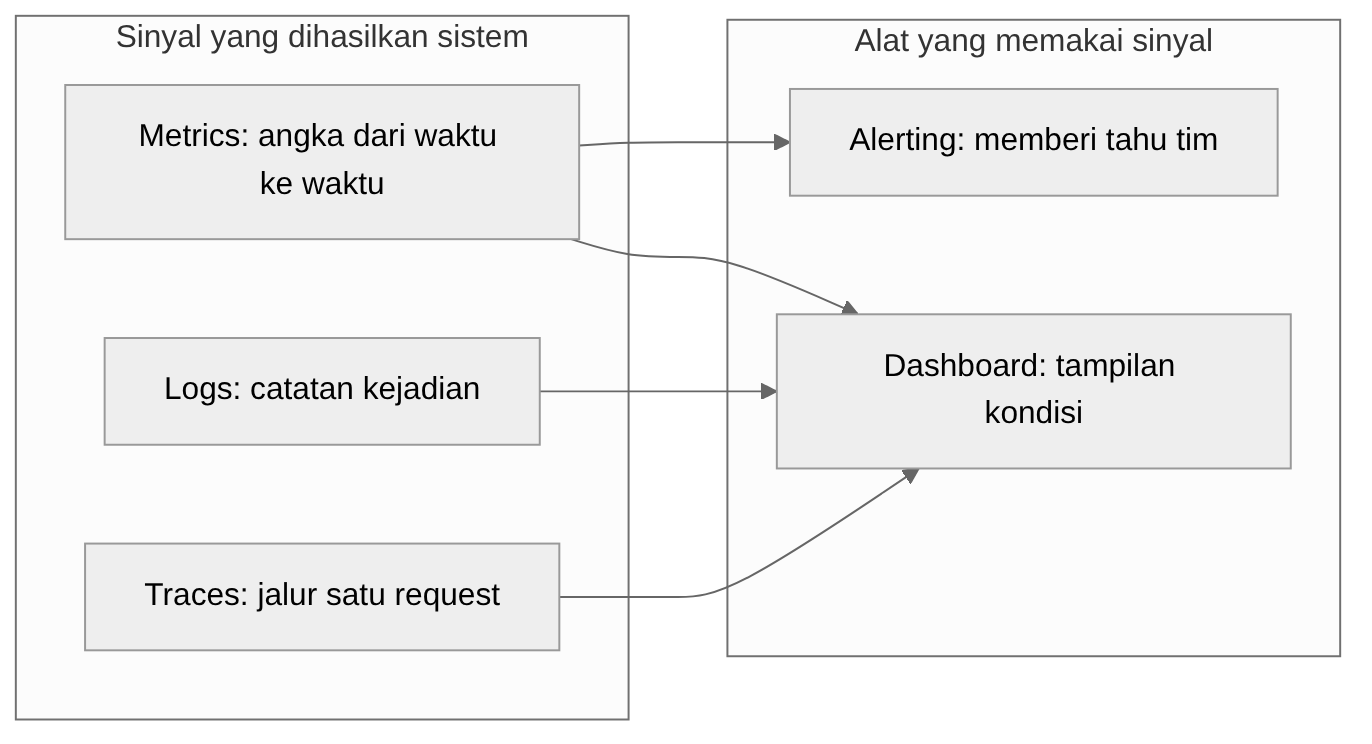 Sinyal yang dihasilkan sistem
Metrics: angka dari waktu
ke waktu
Logs: catatan kejadian
Traces: jalur satu request
Alat yang memakai sinyal
Alerting: memberi tahu tim
Dashboard: tampilan
kondisi